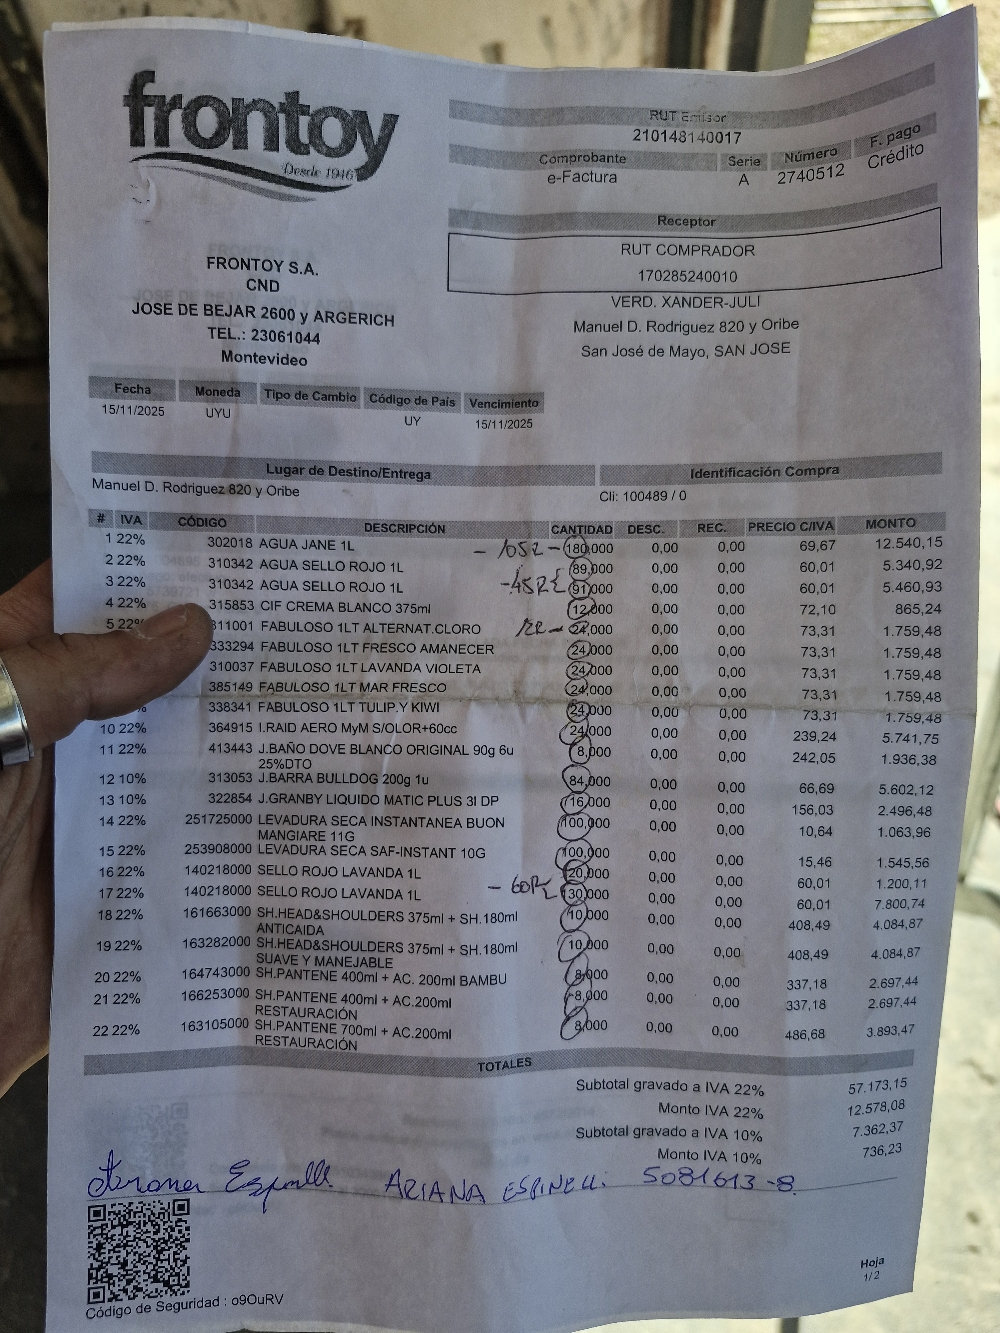 frontoy
Desde 1946
RUT Emisor
210148140017
Comprobante Serie Número F. pago
e-Factura A 2740512 Crédito
Receptor
RUT COMPRADOR
170285240010
VERD. XANDER-JULI
Manuel D. Rodriguez 820 y Oribe
San José de Mayo, SAN JOSE
FRONTOY S.A.
CND
JOSE DE BEJAR 2600 y ARGERICH
TEL.: 23061044
Montevideo
Fecha Moneda Tipo de Cambio Código de País Vencimiento
15/11/2025 UYU UY 15/11/2025
Lugar de Destino/Entrega Identificación Compra
Manuel D. Rodriguez 820 y Oribe Cli: 100489 / 0
# IVA CÓDIGO DESCRIPCIÓN CANTIDAD DESC. REC. PRECIO C/IVA MONTO
1 22% 302018 AGUA JANE 1L 180,000 0,00 0,00 69,67 12.540,15
2 22% 310342 AGUA SELLO ROJO 1L 89,000 0,00 0,00 60,01 5.340,92
3 22% 310342 AGUA SELLO ROJO 1L 91,000 0,00 0,00 60,01 5.460,93
4 22% 315853 CIF CREMA BLANCO 375ml 12,000 0,00 0,00 72,10 865,24
5 22% 311001 FABULOSO 1LT ALTERNAT.CLORO 24,000 0,00 0,00 73,31 1.759,48
333294 FABULOSO 1LT FRESCO AMANECER 24,000 0,00 0,00 73,31 1.759,48
310037 FABULOSO 1LT LAVANDA VIOLETA 24,000 0,00 0,00 73,31 1.759,48
385149 FABULOSO 1LT MAR FRESCO 24,000 0,00 0,00 73,31 1.759,48
% 338341 FABULOSO 1LT TULIP.Y KIWI 24,000 0,00 0,00 73,31 1.759,48
10 22% 364915 I.RAID AERO MyM S/OLOR+60cc 24,000 0,00 0,00 239,24 5.741,75
11 22% 413443 J.BAÑO DOVE BLANCO ORIGINAL 90g 6u 8,000 0,00 0,00 242,05 1.936,38
25%DTO
12 10% 313053 J.BARRA BULLDOG 200g 1u 84,000 0,00 0,00 66,69 5.602,12
13 10% 322854 J.GRANBY LIQUIDO MATIC PLUS 3l DP 16,000 0,00 0,00 156,03 2.496,48
14 22% 251725000 LEVADURA SECA INSTANTANEA BUON 100,000 0,00 0,00 10,64 1.063,96
MANGIARE 11G
15 22% 253908000 LEVADURA SECA SAF-INSTANT 10G 100,000 0,00 0,00 15,46 1.545,56
16 22% 140218000 SELLO ROJO LAVANDA 1L 20,000 0,00 0,00 60,01 1.200,11
17 22% 140218000 SELLO ROJO LAVANDA 1L 0,00 0,00 60,01 7.800,74
18 22% 161663000 SH.HEAD&SHOULDERS 375ml + SH.180ml 10,000 0,00 0,00 408,49 4.084,87
ANTICAIDA
19 22% 163282000 SH.HEAD&SHOULDERS 375ml + SH.180ml 10,000 0,00 0,00 408,49 4.084,87
SUAVE Y MANEJABLE
20 22% 164743000 SH.PANTENE 400ml + AC. 200ml BAMBU 8,000 0,00 0,00 337,18 2.697,44
21 22% 166253000 SH.PANTENE 400ml + AC.200ml 8,000 0,00 0,00 337,18 2.697,44
RESTAURACIÓN
22 22% 163105000 SH.PANTENE 700ml + AC.200ml 8,000 0,00 0,00 486,68 3.893,47
RESTAURACIÓN
TOTALES
Subtotal gravado a IVA 22% 57.173,15
Monto IVA 22% 12.578,08
Subtotal gravado a IVA 10% 7.362,37
Monto IVA 10% 736,23
ARIANA ESPINELLI 5081613-8
Hoja
1/2
Código de Seguridad : o9OuRV